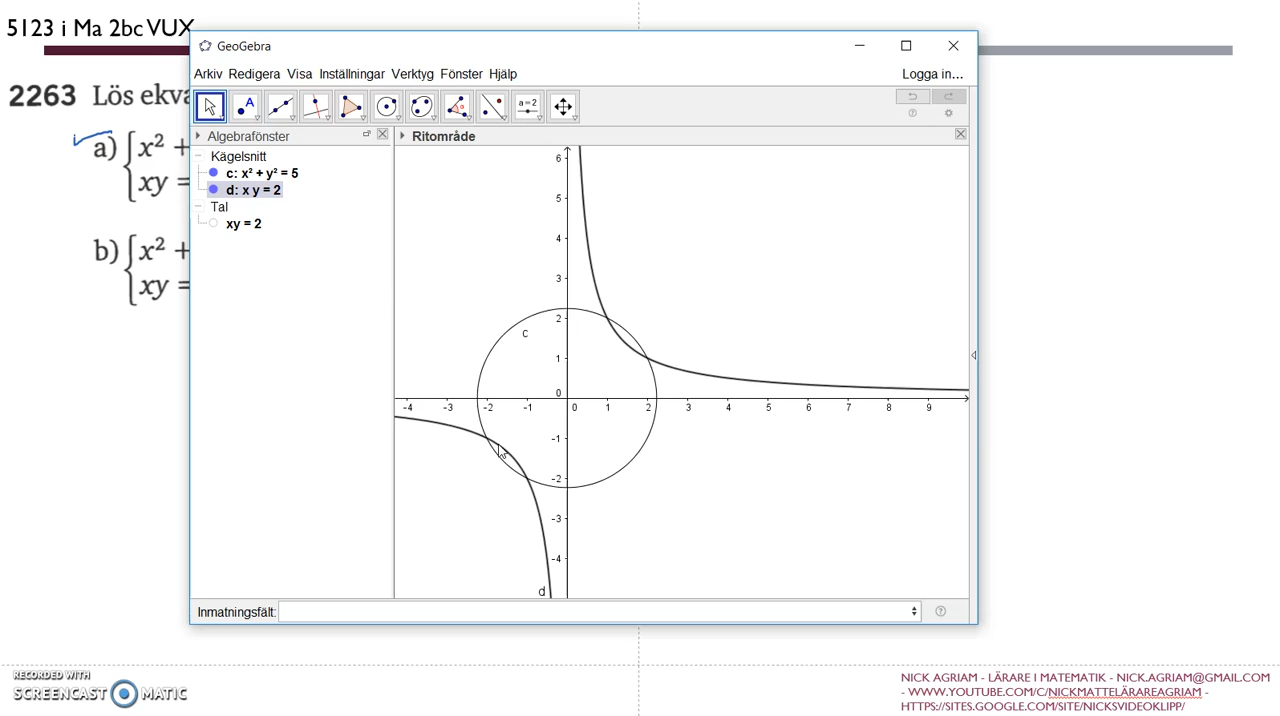 5123 i Ma 2bc VUX
2263 Lös ekva
a) x² +
xy =
b) x² +
xy =
GeoGebra
Arkiv Redigera Visa Inställningar Verktyg Fönster Hjälp
Logga in...
A
a=2
Algebrafönster
Kägelsnitt
c: x² + y² = 5
d: x y = 2
Tal
xy = 2
Ritområde
6
5
4
3
2
1
0
-1
-2
-3
-4
-4 -3 -2 -1 0 1 2 3 4 5 6 7 8 9
c
d
Inmatningsfält:
RECORDED WITH
SCREENCAST MATIC
NICK AGRIAM - LÄRARE I MATEMATIK - NICK.AGRIAM@GMAIL.COM
- WWW.YOUTUBE.COM/C/NICKMATTELÄRAREAGRIAM -
HTTPS://SITES.GOOGLE.COM/SITE/NICKSVIDEOKLIPP/